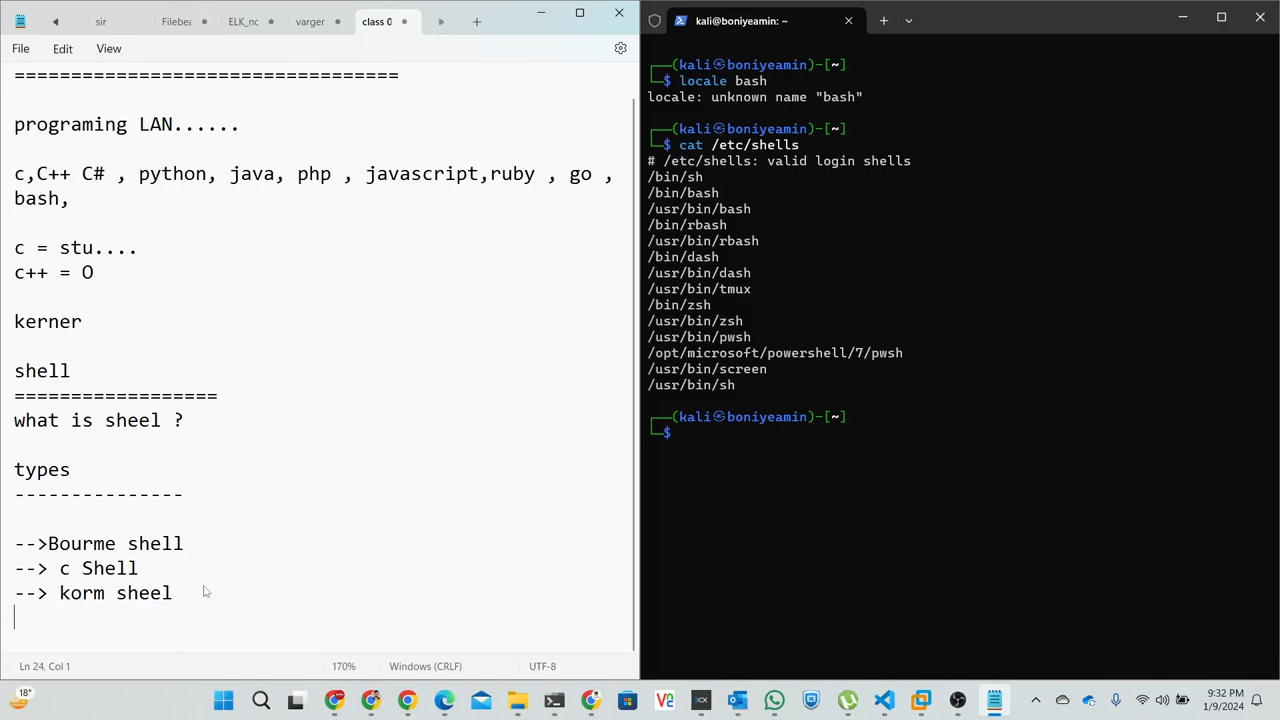 sir
Filebe
ELK_nc
varger
class 0
File
Edit
View
==================================
programing LAN......
c,C++ C# , python, java, php , javascript,ruby , go ,
bash,
c = stu....
c++ = O
kerner
shell
==================
what is sheel ?
types
---------------
-->Bourme shell
--> c Shell
--> korm sheel
Ln 24, Col 1
170%
Windows (CRLF)
UTF-8
kali@boniyeamin: ~
┌──(kali㉿boniyeamin)-[~]
└─$ locale bash
locale: unknown name "bash"
┌──(kali㉿boniyeamin)-[~]
└─$ cat /etc/shells
# /etc/shells: valid login shells
/bin/sh
/bin/bash
/usr/bin/bash
/bin/rbash
/usr/bin/rbash
/bin/dash
/usr/bin/dash
/usr/bin/tmux
/bin/zsh
/usr/bin/zsh
/usr/bin/pwsh
/opt/microsoft/powershell/7/pwsh
/usr/bin/screen
/usr/bin/sh
┌──(kali㉿boniyeamin)-[~]
└─$
18°
9:32 PM
1/9/2024